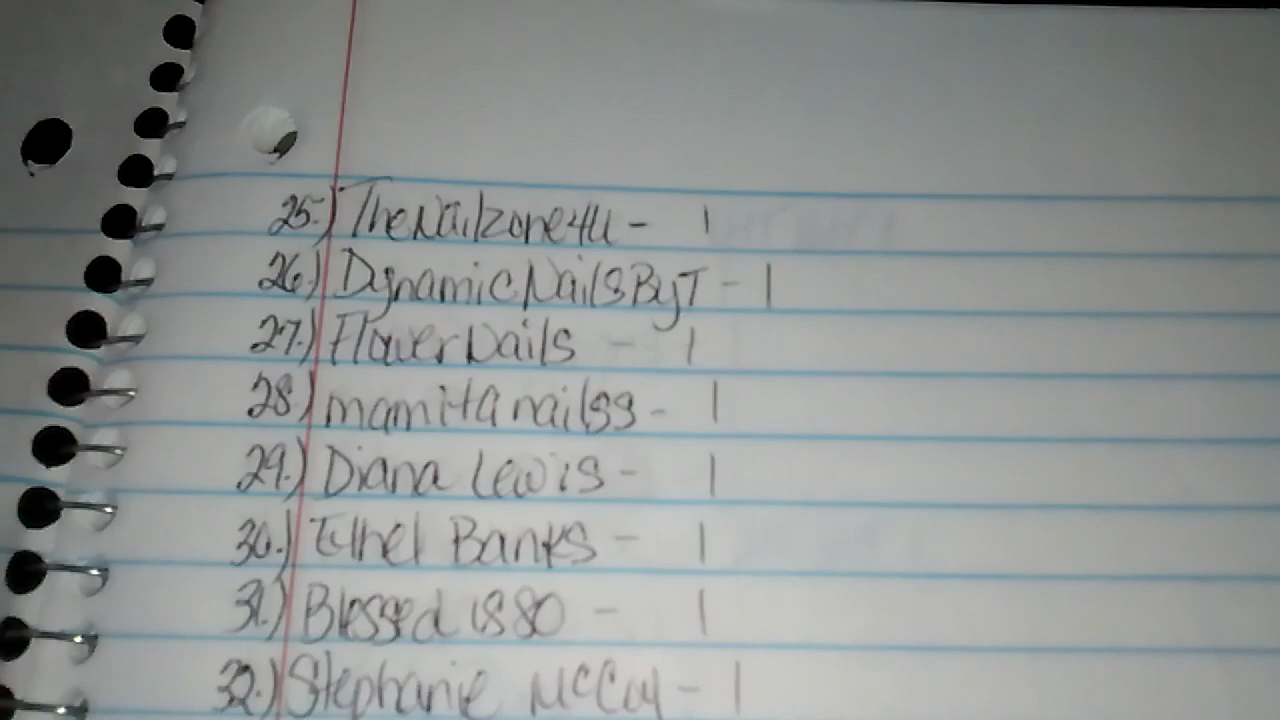 25.) TheNailzone4U - 1
26.) DynamicNailsByT - 1
27.) FlowerNails - 1
28.) mamitanailss - 1
29.) Diana Lewis - 1
30.) Ethel Banks - 1
31.) Blessed1880 - 1
32.) Stephanie McCoy - 1